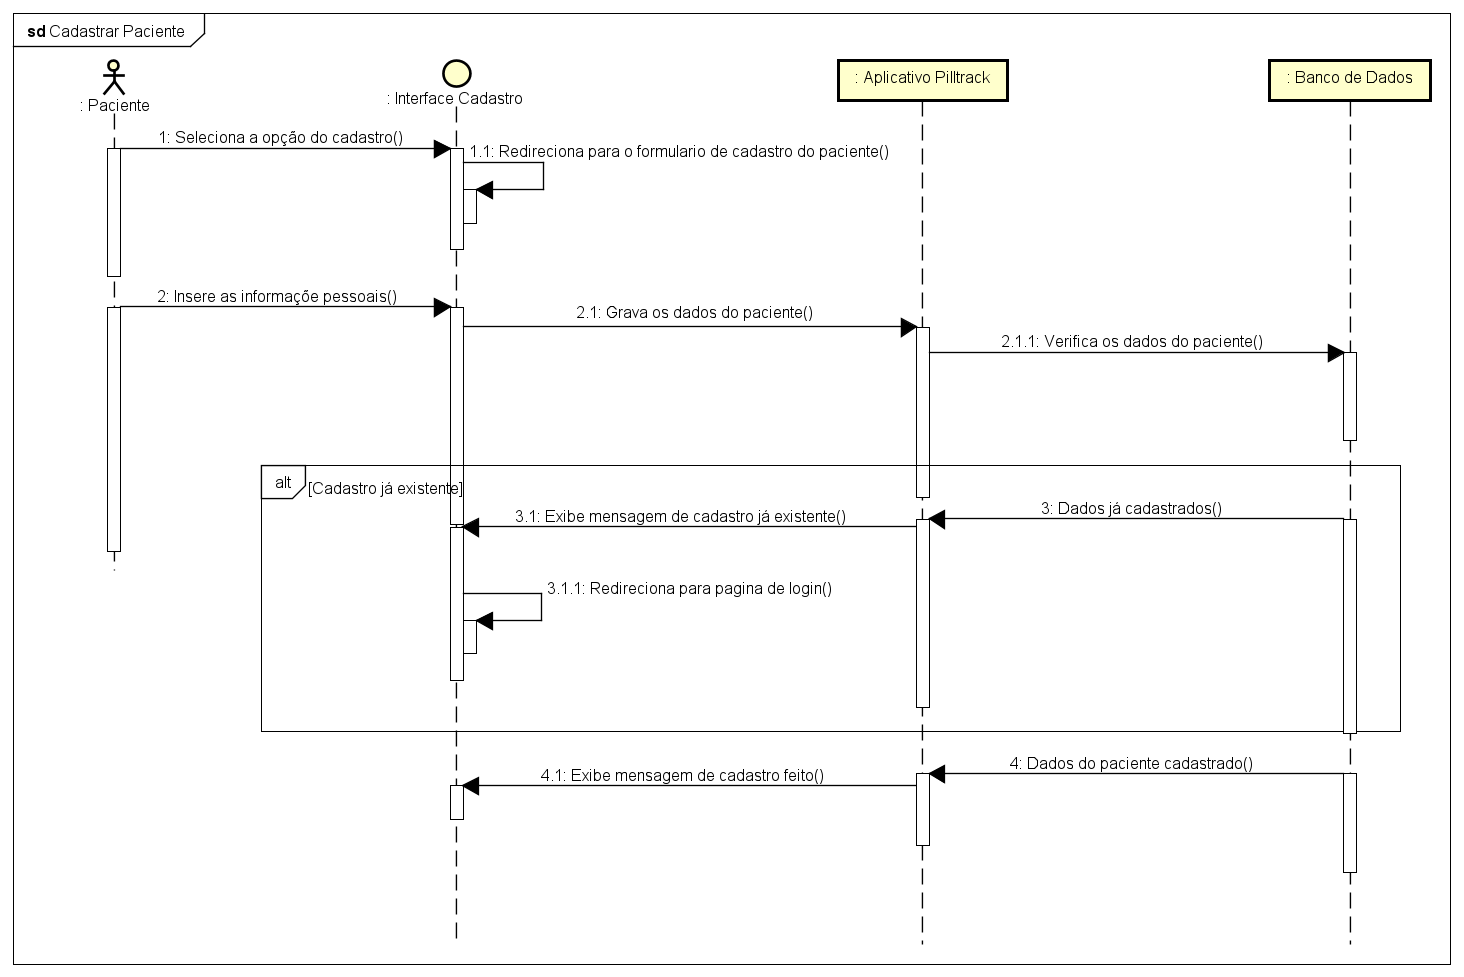 sd Cadastrar Paciente
: Paciente
: Interface Cadastro
: Aplicativo Pilltrack
: Banco de Dados
1: Seleciona a opção do cadastro()
1.1: Redireciona para o formulario de cadastro do paciente()
2: Insere as informaçõe pessoais()
2.1: Grava os dados do paciente()
2.1.1: Verifica os dados do paciente()
alt
[Cadastro já existente]
3: Dados já cadastrados()
3.1: Exibe mensagem de cadastro já existente()
3.1.1: Redireciona para pagina de login()
4: Dados do paciente cadastrado()
4.1: Exibe mensagem de cadastro feito()